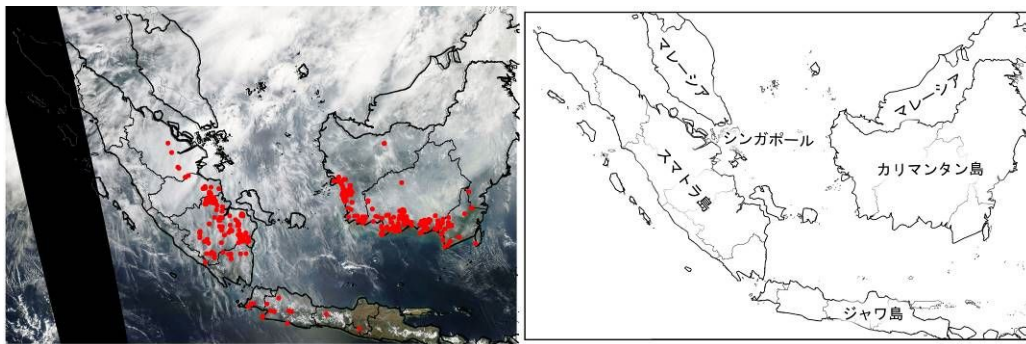 マレーシア
マレーシア
シンガポール
スマトラ島
カリマンタン島
ジャワ島